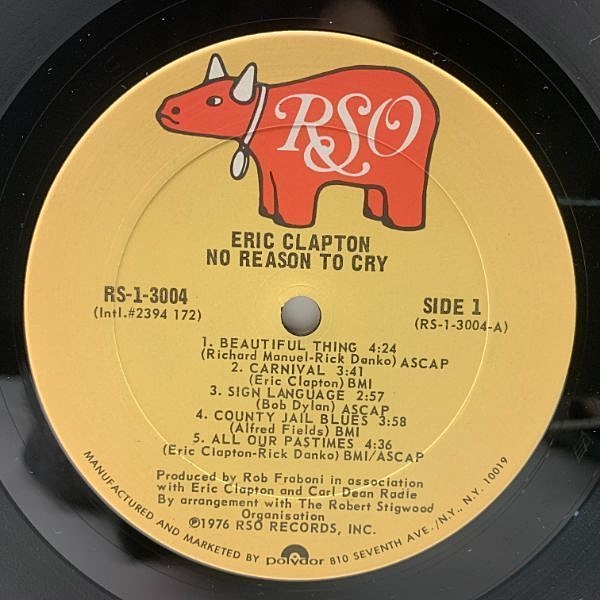 RSO
ERIC CLAPTON
NO REASON TO CRY
RS-1-3004
(Intl.#2394 172)
SIDE 1
(RS-1-3004-A)
1. BEAUTIFUL THING 4:24
(Richard Manuel-Rick Danko) ASCAP
2. CARNIVAL 3:41
(Eric Clapton) BMI
3. SIGN LANGUAGE 2:57
(Bob Dylan) ASCAP
4. COUNTY JAIL BLUES 3:58
(Alfred Fields) BMI
5. ALL OUR PASTIMES 4:36
(Eric Clapton-Rick Danko) BMI/ASCAP
Produced by Rob Fraboni in association
with Eric Clapton and Carl Dean Radle
By arrangement with The Robert Stigwood
Organisation
℗1976 RSO RECORDS, INC.
MANUFACTURED AND MARKETED BY polydor 810 SEVENTH AVE./N.Y., N.Y. 10019